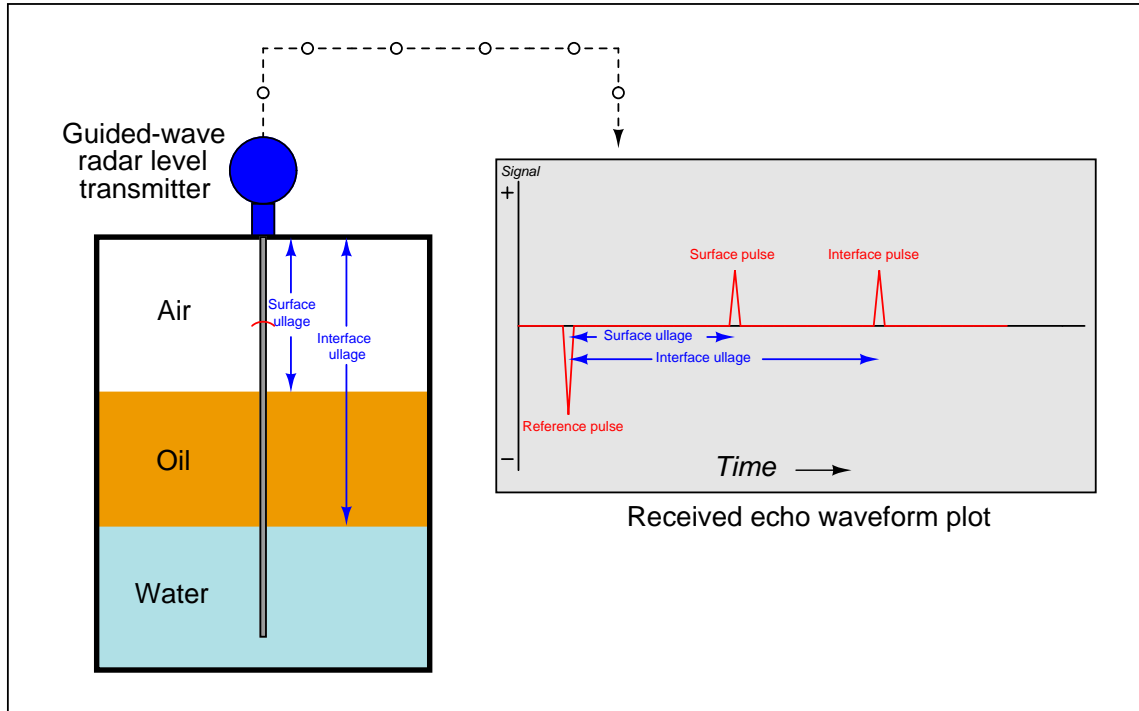 Guided-wave
radar level
transmitter
Air
Surface
ullage
Interface
ullage
Oil
Water
Signal
+
Surface pulse
Interface pulse
Surface ullage
Interface ullage
Reference pulse
−
Time
Received echo waveform plot